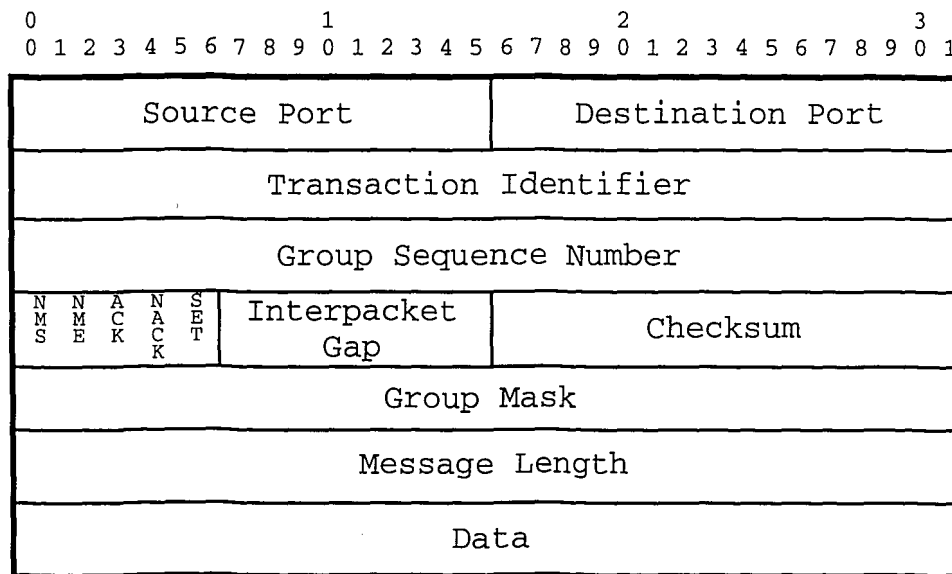 0 1 2 3
0 1 2 3 4 5 6 7 8 9 0 1 2 3 4 5 6 7 8 9 0 1 2 3 4 5 6 7 8 9 0 1
Source Port Destination Port
Transaction Identifier
Group Sequence Number
NMS NME ACK NACK SET Interpacket Gap Checksum
Group Mask
Message Length
Data